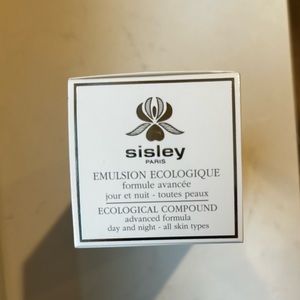 sisley
PARIS
EMULSION ECOLOGIQUE
formule avancée
jour et nuit - toutes peaux
ECOLOGICAL COMPOUND
advanced formula
day and night - all skin types